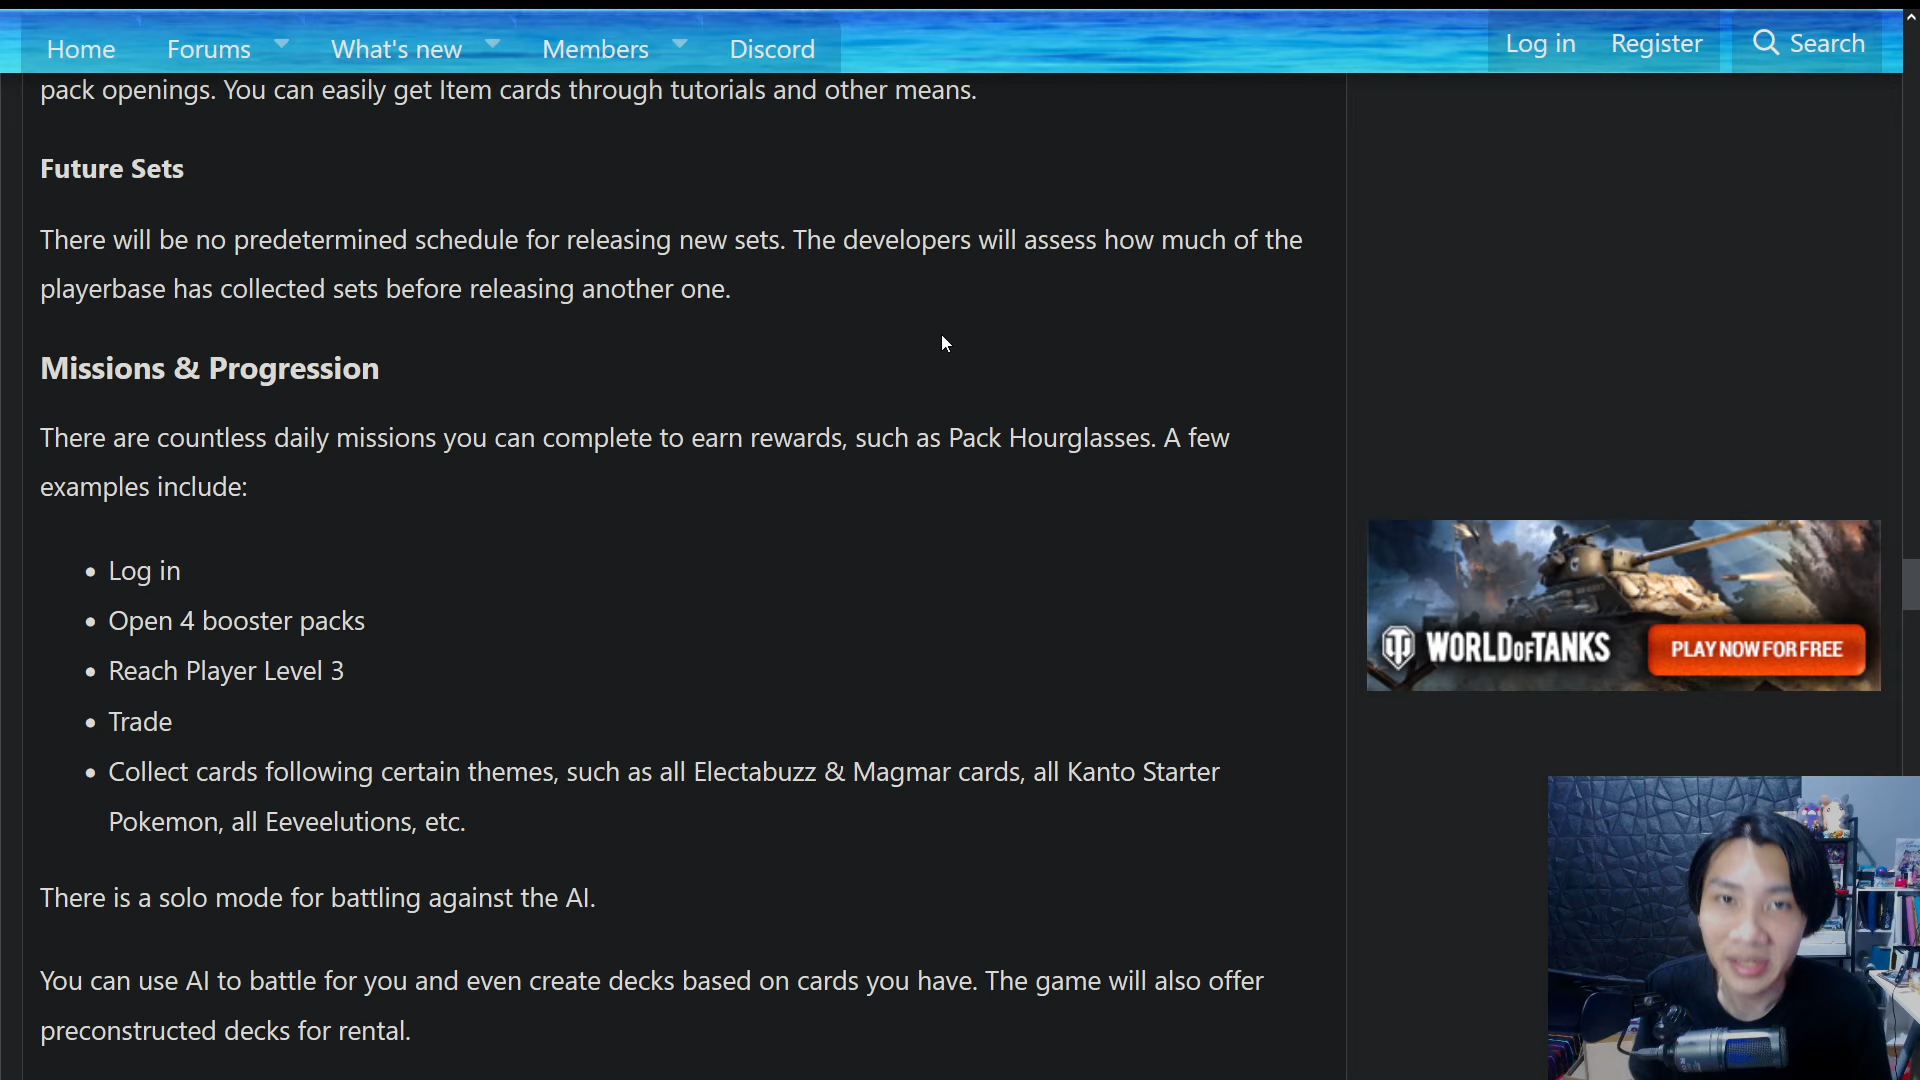 Home Forums What's new Members Discord Log in Register Search
pack openings. You can easily get Item cards through tutorials and other means.
Future Sets
There will be no predetermined schedule for releasing new sets. The developers will assess how much of the
playerbase has collected sets before releasing another one.
Missions & Progression
There are countless daily missions you can complete to earn rewards, such as Pack Hourglasses. A few
examples include:
• Log in
• Open 4 booster packs
• Reach Player Level 3
• Trade
• Collect cards following certain themes, such as all Electabuzz & Magmar cards, all Kanto Starter
Pokemon, all Eeveelutions, etc.
There is a solo mode for battling against the AI.
You can use AI to battle for you and even create decks based on cards you have. The game will also offer
preconstructed decks for rental.
WORLD OF TANKS
PLAY NOW FOR FREE